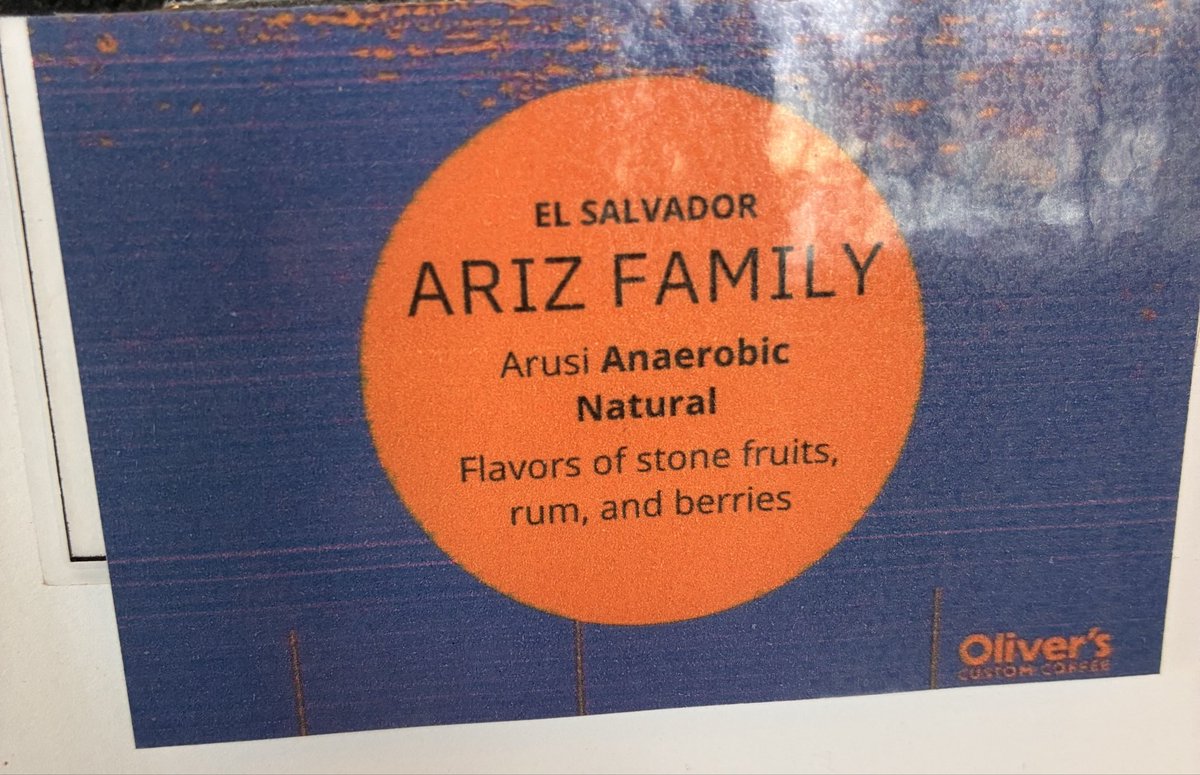 EL SALVADOR
ARIZ FAMILY
Arusi Anaerobic
Natural
Flavors of stone fruits,
rum, and berries
Oliver's
CUSTOM COFFEE